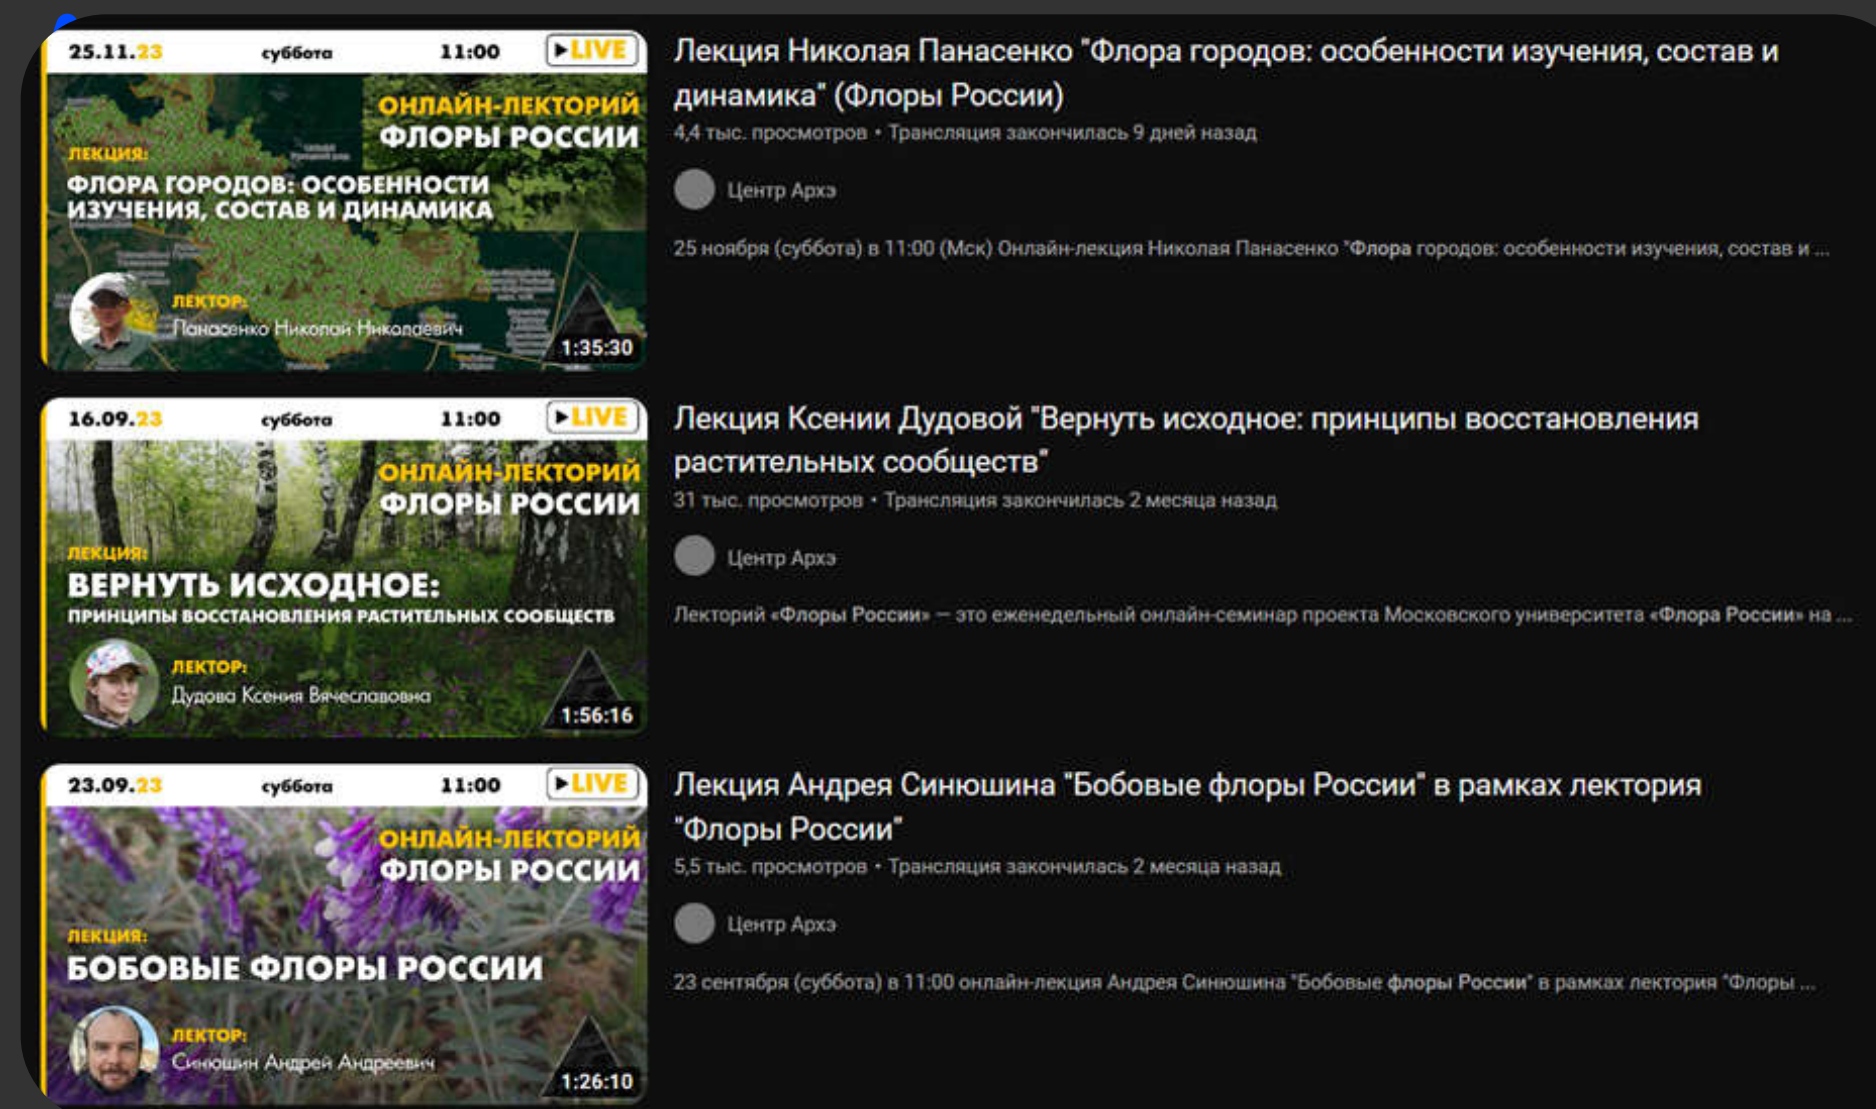 25.11.23 суббота 11:00 LIVE
ОНЛАЙН-ЛЕКТОРИЙ
ФЛОРЫ РОССИИ
ЛЕКЦИЯ:
ФЛОРА ГОРОДОВ: ОСОБЕННОСТИ
ИЗУЧЕНИЯ, СОСТАВ И ДИНАМИКА
ЛЕКТОР:
Панасенко Николай Николаевич
1:35:30
Лекция Николая Панасенко "Флора городов: особенности изучения, состав и
динамика" (Флоры России)
4,4 тыс. просмотров • Трансляция закончилась 9 дней назад
Центр Архэ
25 ноября (суббота) в 11:00 (Мск) Онлайн-лекция Николая Панасенко "Флора городов: особенности изучения, состав и ...
16.09.23 суббота 11:00 LIVE
ОНЛАЙН-ЛЕКТОРИЙ
ФЛОРЫ РОССИИ
ЛЕКЦИЯ:
ВЕРНУТЬ ИСХОДНОЕ:
ПРИНЦИПЫ ВОССТАНОВЛЕНИЯ РАСТИТЕЛЬНЫХ СООБЩЕСТВ
ЛЕКТОР:
Дудова Ксения Вячеславовна
1:56:16
Лекция Ксении Дудовой "Вернуть исходное: принципы восстановления
растительных сообществ"
31 тыс. просмотров • Трансляция закончилась 2 месяца назад
Центр Архэ
Лекторий «Флоры России» — это еженедельный онлайн-семинар проекта Московского университета «Флора России» на ...
23.09.23 суббота 11:00 LIVE
ОНЛАЙН-ЛЕКТОРИЙ
ФЛОРЫ РОССИИ
ЛЕКЦИЯ:
БОБОВЫЕ ФЛОРЫ РОССИИ
ЛЕКТОР:
Синюшин Андрей Андреевич
1:26:10
Лекция Андрея Синюшина "Бобовые флоры России" в рамках лектория
"Флоры России"
5,5 тыс. просмотров • Трансляция закончилась 2 месяца назад
Центр Архэ
23 сентября (суббота) в 11:00 онлайн-лекция Андрея Синюшина "Бобовые флоры России" в рамках лектория "Флоры ...